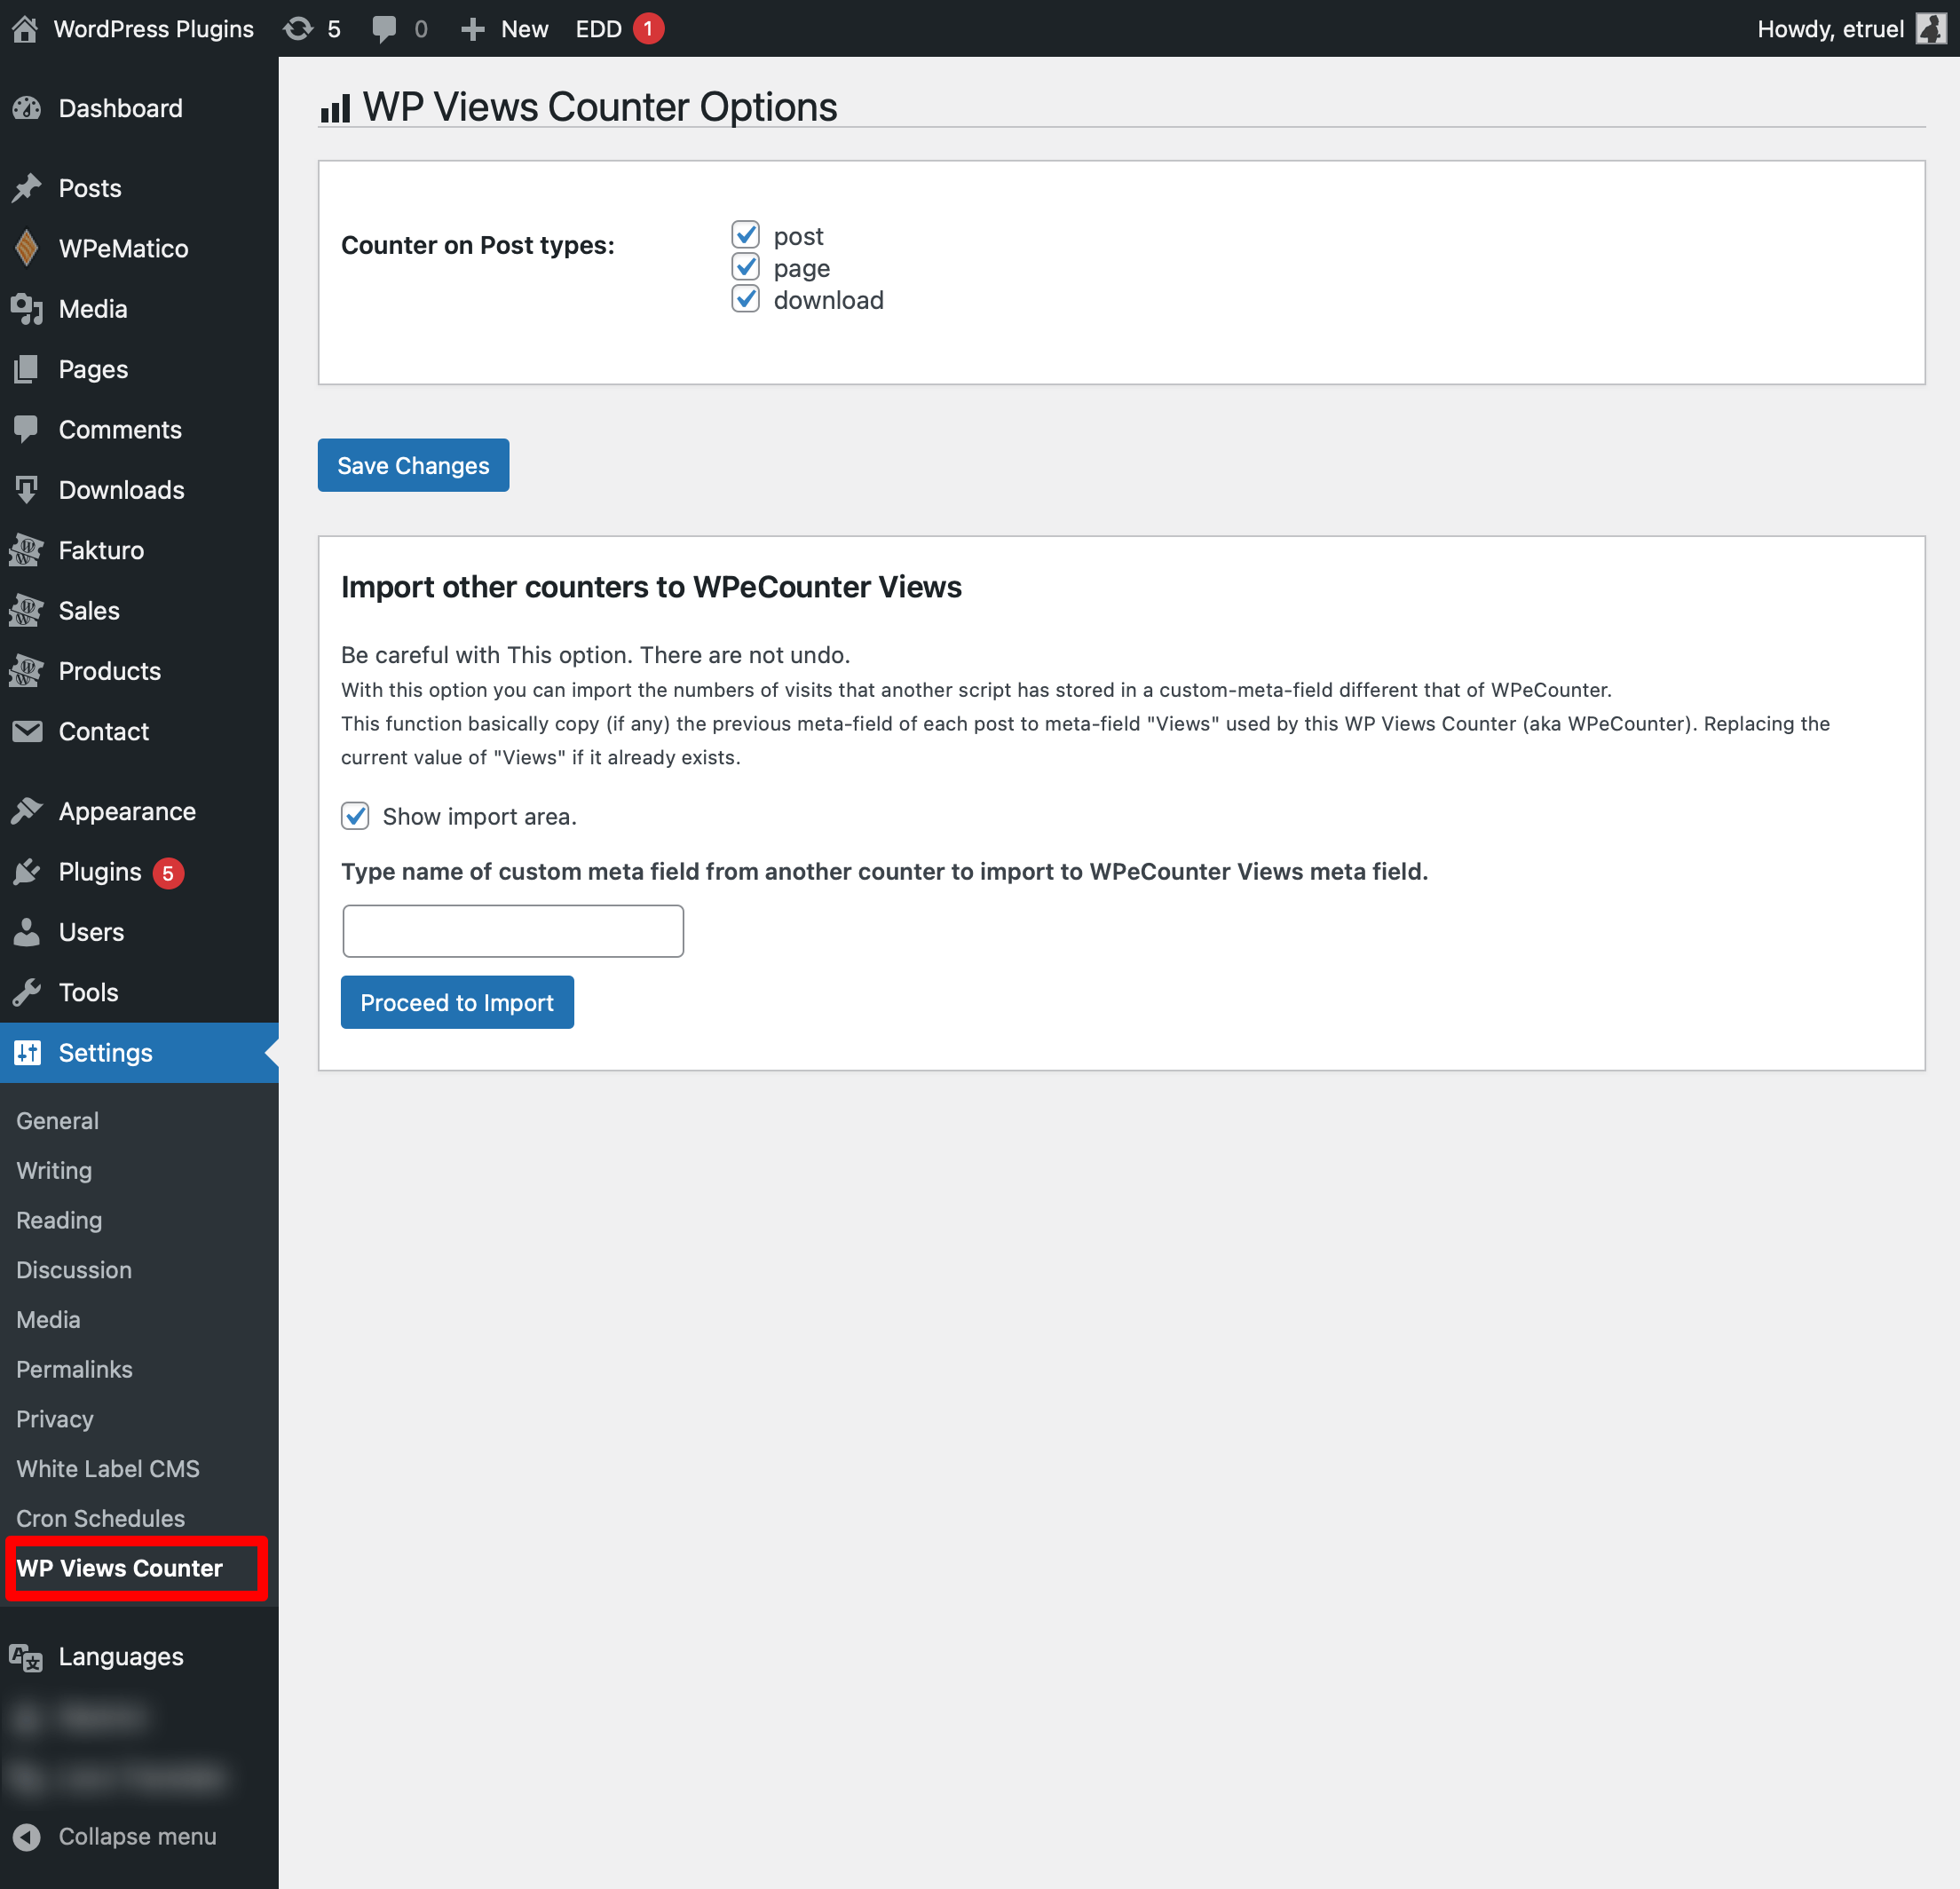 WordPress Plugins 5 0 New EDD 1 Howdy, etruel
Dashboard
Posts
WPeMatico
Media
Pages
Comments
Downloads
Fakturo
Sales
Products
Contact
Appearance
Plugins 5
Users
Tools
Settings
General
Writing
Reading
Discussion
Media
Permalinks
Privacy
White Label CMS
Cron Schedules
WP Views Counter
Languages
Collapse menu
WP Views Counter Options
Counter on Post types:
post
page
download
Save Changes
Import other counters to WPeCounter Views
Be careful with This option. There are not undo.
With this option you can import the numbers of visits that another script has stored in a custom-meta-field different that of WPeCounter.
This function basically copy (if any) the previous meta-field of each post to meta-field "Views" used by this WP Views Counter (aka WPeCounter). Replacing the
current value of "Views" if it already exists.
Show import area.
Type name of custom meta field from another counter to import to WPeCounter Views meta field.
Proceed to Import